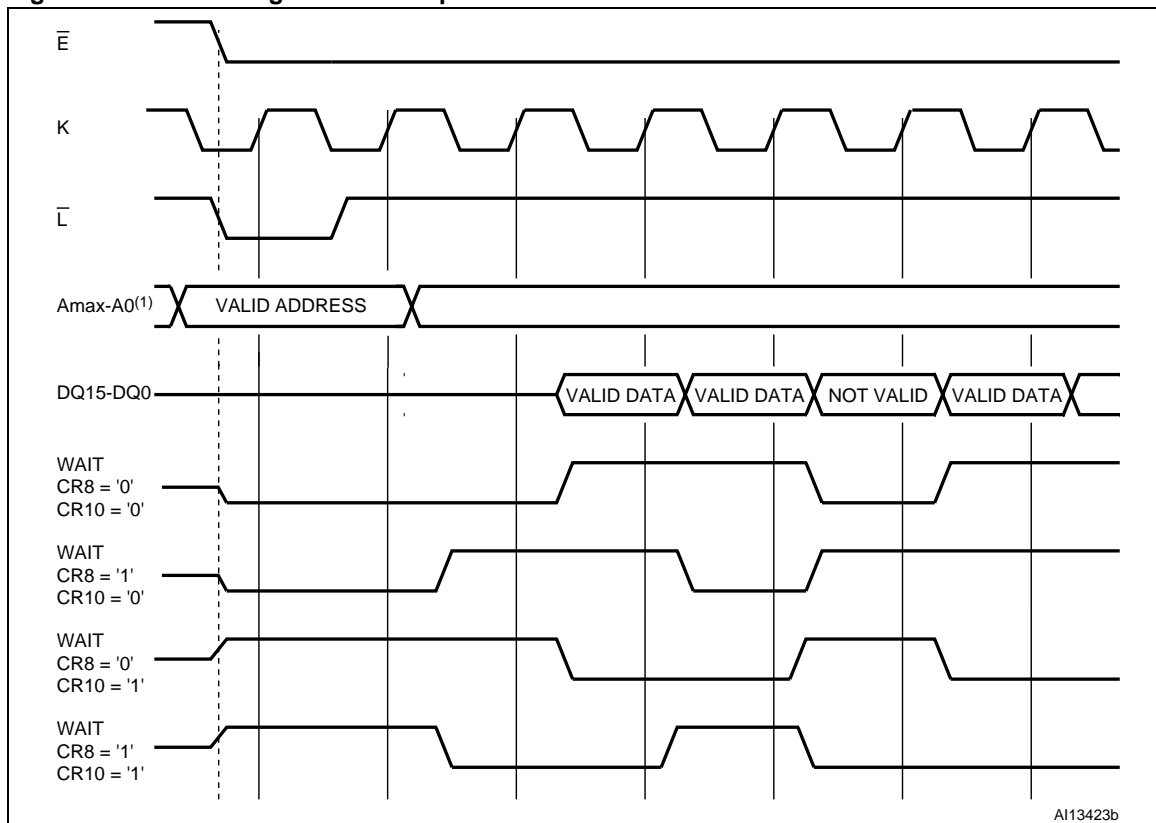 E
K
L
Amax-A0(1)
VALID ADDRESS
DQ15-DQ0
VALID DATA
VALID DATA
NOT VALID
VALID DATA
WAIT
CR8 = '0'
CR10 = '0'
WAIT
CR8 = '1'
CR10 = '0'
WAIT
CR8 = '0'
CR10 = '1'
WAIT
CR8 = '1'
CR10 = '1'
AI13423b